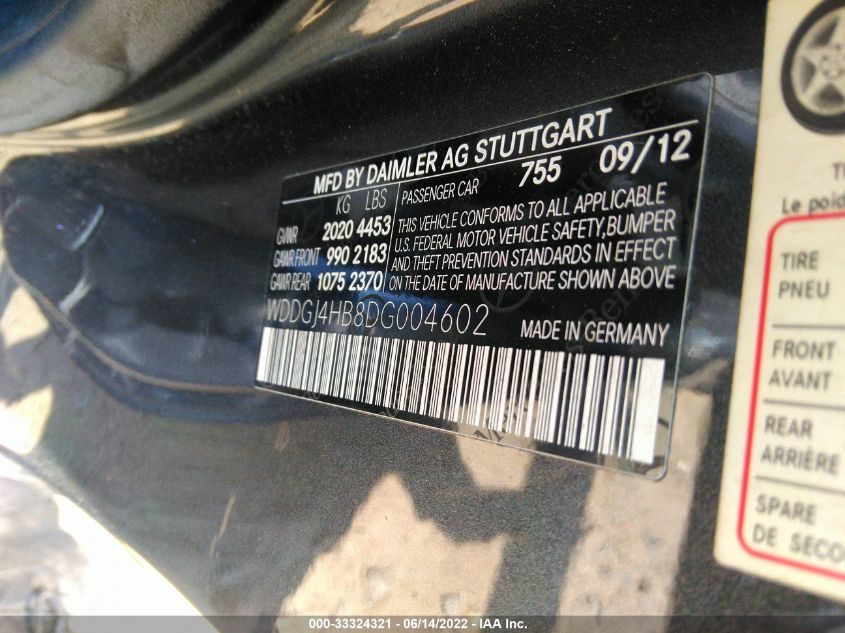 MFD BY DAIMLER AG STUTTGART
KG LBS
GVWR 2020 4453
GAWR FRONT 990 2183
GAWR REAR 1075 2370
PASSENGER CAR 755 09/12
THIS VEHICLE CONFORMS TO ALL APPLICABLE
U.S. FEDERAL MOTOR VEHICLE SAFETY,BUMPER
AND THEFT PREVENTION STANDARDS IN EFFECT
ON THE DATE OF MANUFACTURE SHOWN ABOVE
WDDGJ4HB8DG004602
MADE IN GERMANY
Le poid
TIRE
PNEU
FRONT
AVANT
REAR
ARRIÈRE
SPARE
DE SECO
000-33324321 - 06/14/2022 - IAA Inc.